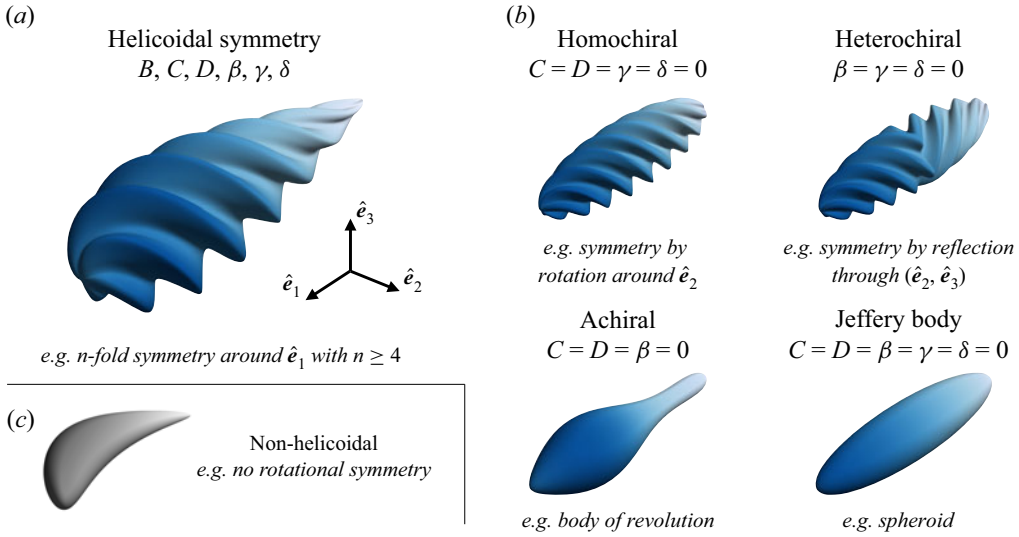 (a)
Helicoidal symmetry
B, C, D, β, γ, δ
ê₃
ê₂
ê₁
e.g. n-fold symmetry around ê₁ with n ≥ 4
(b)
Homochiral
C = D = γ = δ = 0
e.g. symmetry by
rotation around ê₂
Heterochiral
β = γ = δ = 0
e.g. symmetry by reflection
through (ê₂, ê₃)
Achiral
C = D = β = 0
e.g. body of revolution
Jeffery body
C = D = β = γ = δ = 0
e.g. spheroid
(c)
Non-helicoidal
e.g. no rotational symmetry